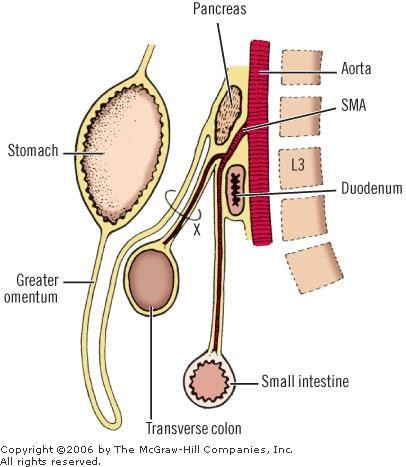 Pancreas
Aorta
SMA
Stomach
L3
Duodenum
X
Greater
omentum
Small intestine
Transverse colon
Copyright ©2006 by The McGraw-Hill Companies, Inc.
All rights reserved.